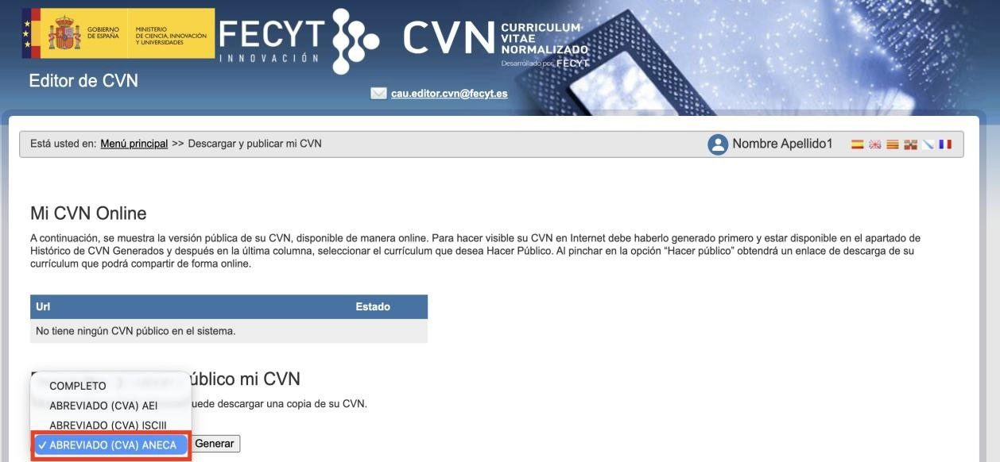 GOBIERNO
DE ESPAÑA
MINISTERIO
DE CIENCIA, INNOVACIÓN
Y UNIVERSIDADES
FECYT
INNOVACIÓN
CVN
CURRICULUM
VITAE
NORMALIZADO
Desarrollado por FECYT
Editor de CVN
cau.editor.cvn@fecyt.es
Está usted en: Menú principal >> Descargar y publicar mi CVN
Nombre Apellido1
Mi CVN Online
A continuación, se muestra la versión pública de su CVN, disponible de manera online. Para hacer visible su CVN en Internet debe haberlo generado primero y estar disponible en el apartado de
Histórico de CVN Generados y después en la última columna, seleccionar el currículum que desea Hacer Público. Al pinchar en la opción “Hacer público” obtendrá un enlace de descarga de su
currículum que podrá compartir de forma online.
Url Estado
No tiene ningún CVN público en el sistema.
úblico mi CVN
COMPLETO
uede descargar una copia de su CVN.
ABREVIADO (CVA) AEI
ABREVIADO (CVA) ISCIII
✓ ABREVIADO (CVA) ANECA
Generar